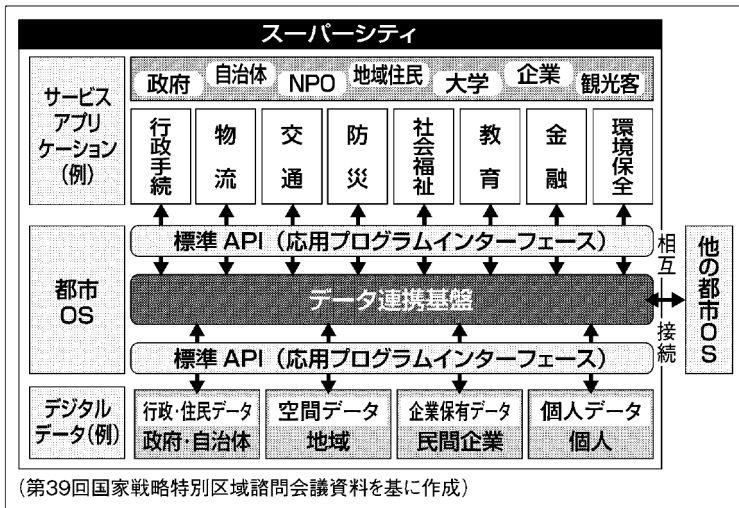 スーパーシティ
サービス
アプリ
ケーション
(例)
政府 自治体 NPO 地域住民 大学 企業 観光客
行政手続
物流
交通
防災
社会福祉
教育
金融
環境保全
都市
OS
標準API(応用プログラムインターフェース)
データ連携基盤
標準API(応用プログラムインターフェース)
相互
接続
他の都市OS
デジタル
データ(例)
行政・住民データ
政府・自治体
空間データ
地域
企業保有データ
民間企業
個人データ
個人
(第39回国家戦略特別区域諮問会議資料を基に作成)